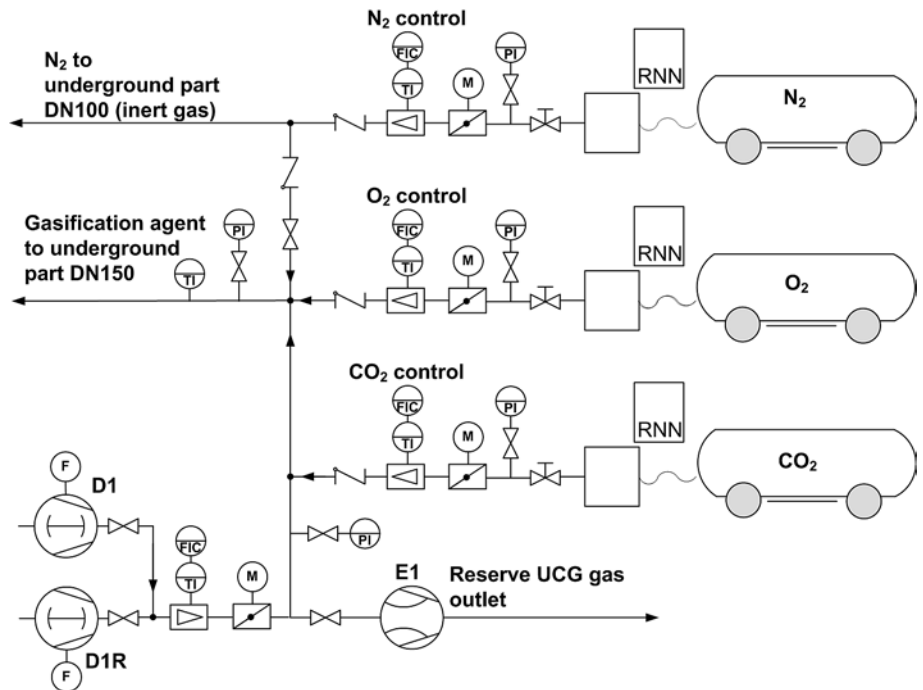 N₂ control
FIC
PI
N₂ to
underground part
DN100 (inert gas)
TI
M
RNN
N₂
O₂ control
FIC
PI
Gasification agent
to underground
part DN150
PI
TI
TI
M
RNN
O₂
CO₂ control
FIC
PI
TI
M
RNN
CO₂
F
D1
FIC
PI
TI
M
E1
Reserve UCG gas
outlet
D1R
F